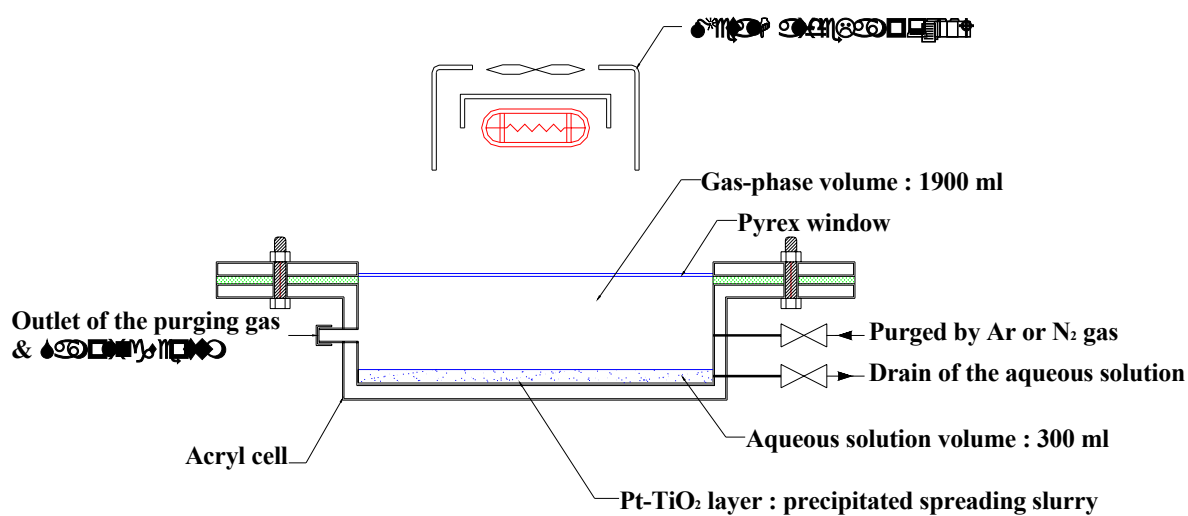 Gas-phase volume : 1900 ml
Pyrex window
Outlet of the purging gas
&
Purged by Ar or N₂ gas
Drain of the aqueous solution
Aqueous solution volume : 300 ml
Acryl cell
Pt-TiO₂ layer : precipitated spreading slurry